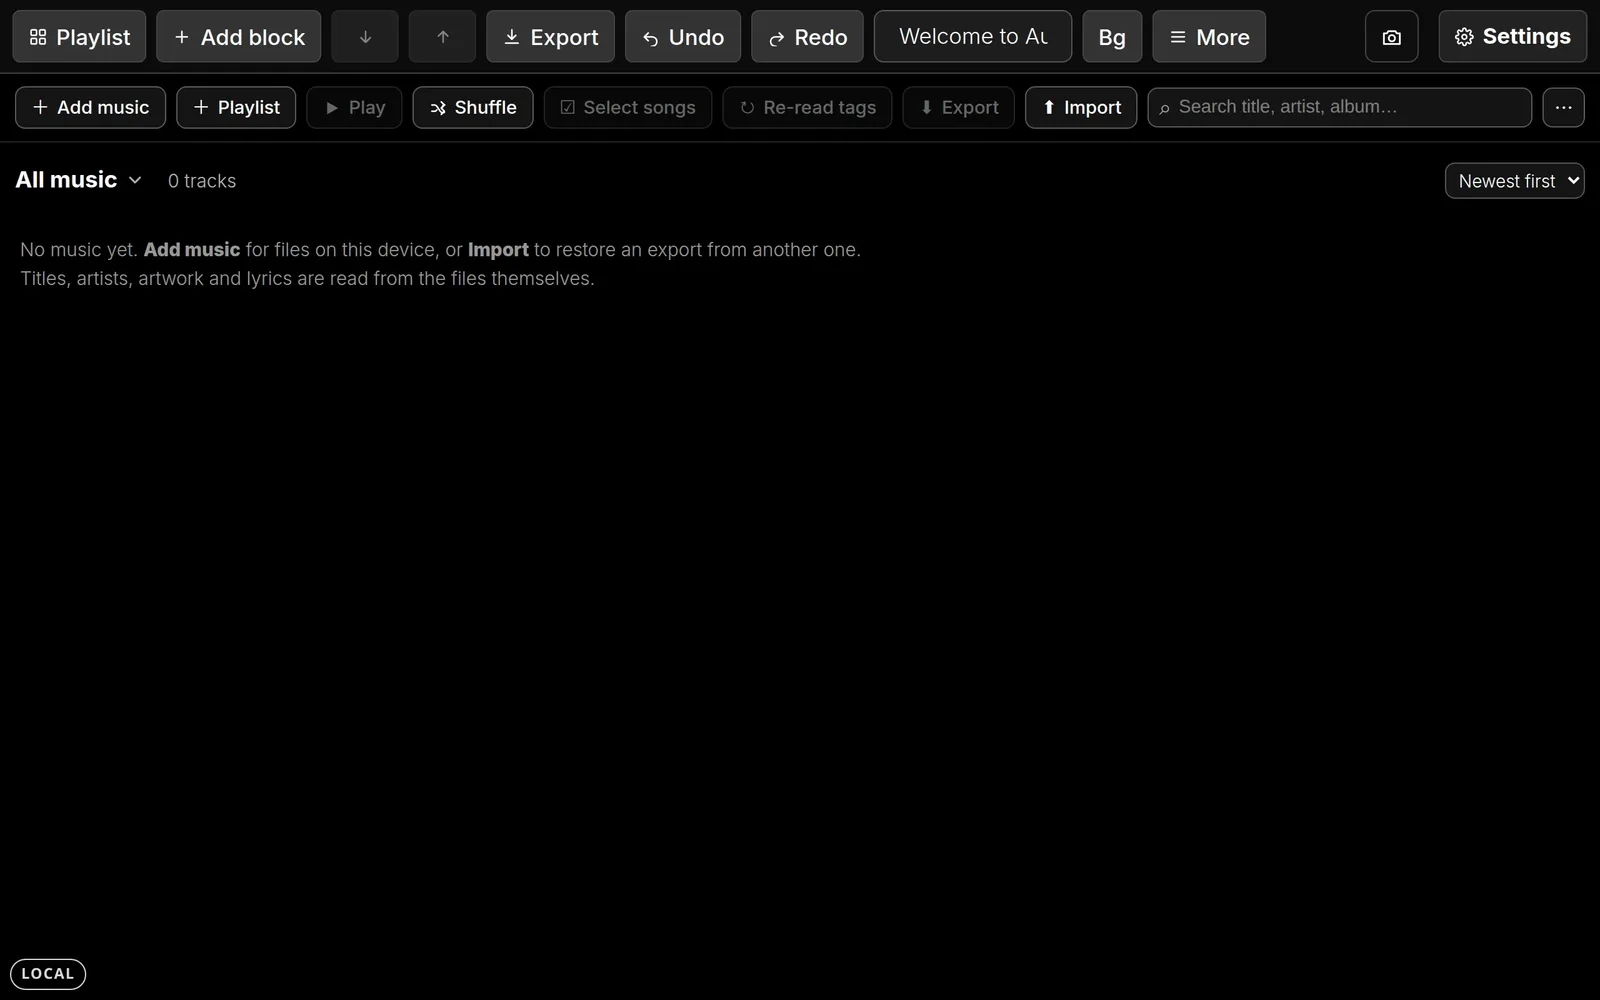 Playlist
Add block
Export
Undo
Redo
Welcome to Au
Bg
More
Settings
Add music
Playlist
Play
Shuffle
Select songs
Re-read tags
Export
Import
Search title, artist, album…
All music
0 tracks
Newest first
No music yet. Add music for files on this device, or Import to restore an export from another one.
Titles, artists, artwork and lyrics are read from the files themselves.
LOCAL